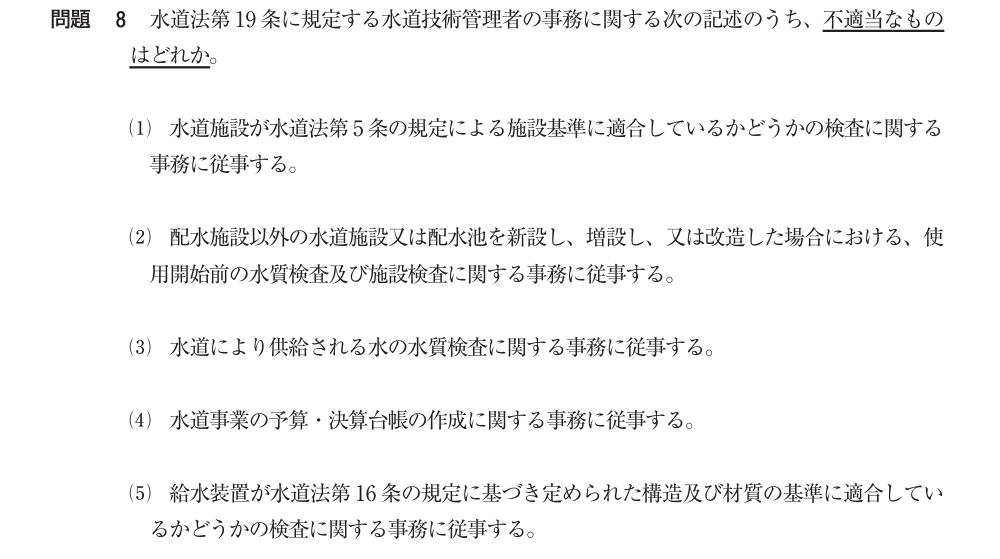 問題 8 水道法第 19 条に規定する水道技術管理者の事務に関する次の記述のうち、不適当なもの
はどれか。
(1) 水道施設が水道法第 5 条の規定による施設基準に適合しているかどうかの検査に関する
事務に従事する。
(2) 配水施設以外の水道施設又は配水池を新設し、増設し、又は改造した場合における、使
用開始前の水質検査及び施設検査に関する事務に従事する。
(3) 水道により供給される水の水質検査に関する事務に従事する。
(4) 水道事業の予算・決算台帳の作成に関する事務に従事する。
(5) 給水装置が水道法第 16 条の規定に基づき定められた構造及び材質の基準に適合してい
るかどうかの検査に関する事務に従事する。